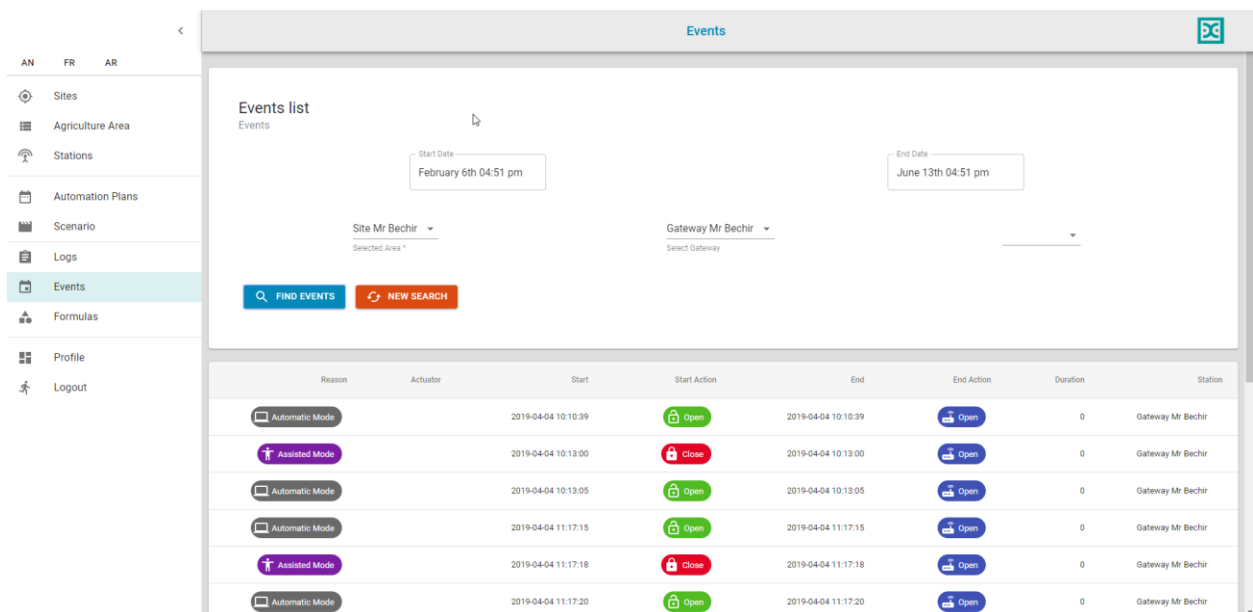 Events
AN FR AR
Sites
Agriculture Area
Stations
Automation Plans
Scenario
Logs
Events
Formulas
Profile
Logout
Events list
Events
Start Date
February 6th 04:51 pm
End Date
June 13th 04:51 pm
Site Mr Bechir
Selected Area *
Gateway Mr Bechir
Select Gateway
FIND EVENTS NEW SEARCH
Reason Actuator Start Start Action End End Action Duration Station
Automatic Mode 2019-04-04 10:10:39 Open 2019-04-04 10:10:39 Open 0 Gateway Mr Bechir
Assisted Mode 2019-04-04 10:13:00 Close 2019-04-04 10:13:00 Open 0 Gateway Mr Bechir
Automatic Mode 2019-04-04 10:13:05 Open 2019-04-04 10:13:05 Open 0 Gateway Mr Bechir
Automatic Mode 2019-04-04 11:17:15 Open 2019-04-04 11:17:15 Open 0 Gateway Mr Bechir
Assisted Mode 2019-04-04 11:17:18 Close 2019-04-04 11:17:18 Open 0 Gateway Mr Bechir
Automatic Mode 2019-04-04 11:17:20 Open 2019-04-04 11:17:20 Open 0 Gateway Mr Bechir